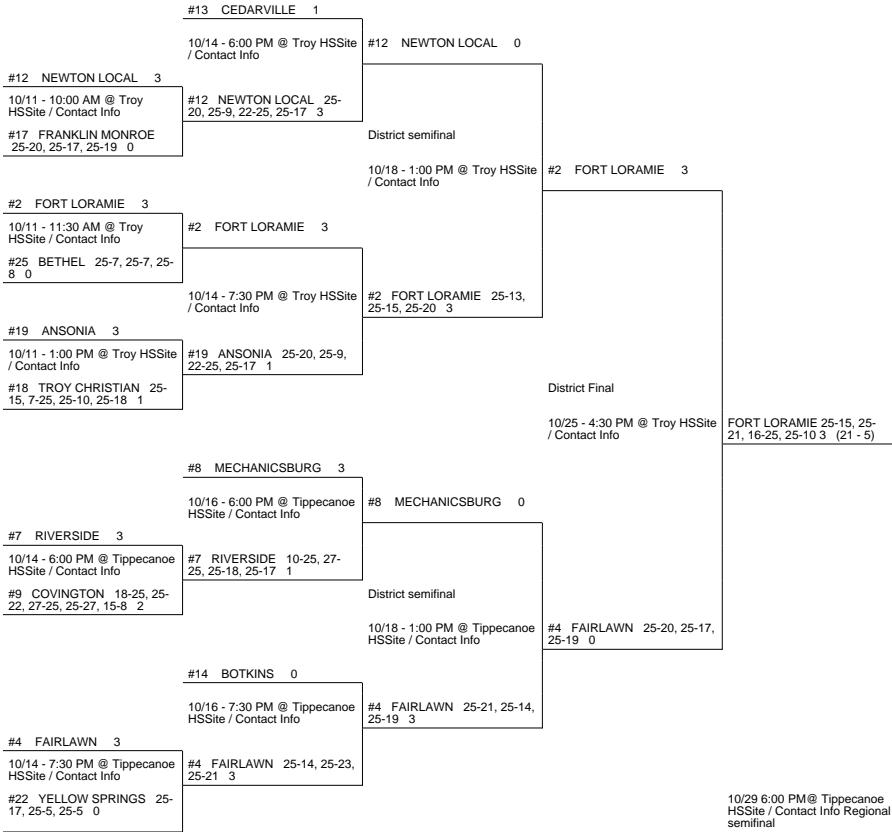 #13 CEDARVILLE 1
10/14 - 6:00 PM @ Troy HSSite
/ Contact Info
#12 NEWTON LOCAL 0
#12 NEWTON LOCAL 3
10/11 - 10:00 AM @ Troy
HSSite / Contact Info
#12 NEWTON LOCAL 25-
20, 25-9, 22-25, 25-17 3
#17 FRANKLIN MONROE
25-20, 25-17, 25-19 0
District semifinal
10/18 - 1:00 PM @ Troy HSSite
/ Contact Info
#2 FORT LORAMIE 3
#2 FORT LORAMIE 3
10/11 - 11:30 AM @ Troy
HSSite / Contact Info
#2 FORT LORAMIE 3
#25 BETHEL 25-7, 25-7, 25-
8 0
10/14 - 7:30 PM @ Troy HSSite
/ Contact Info
#2 FORT LORAMIE 25-13,
25-15, 25-20 3
#19 ANSONIA 3
10/11 - 1:00 PM @ Troy HSSite
/ Contact Info
#19 ANSONIA 25-20, 25-9,
22-25, 25-17 1
#18 TROY CHRISTIAN 25-
15, 7-25, 25-10, 25-18 1
District Final
10/25 - 4:30 PM @ Troy HSSite
/ Contact Info
FORT LORAMIE 25-15, 25-
21, 16-25, 25-10 3 (21 - 5)
#8 MECHANICSBURG 3
10/16 - 6:00 PM @ Tippecanoe
HSSite / Contact Info
#8 MECHANICSBURG 0
#7 RIVERSIDE 3
10/14 - 6:00 PM @ Tippecanoe
HSSite / Contact Info
#7 RIVERSIDE 10-25, 27-
25, 25-18, 25-17 1
#9 COVINGTON 18-25, 25-
22, 27-25, 25-27, 15-8 2
District semifinal
10/18 - 1:00 PM @ Tippecanoe
HSSite / Contact Info
#4 FAIRLAWN 25-20, 25-17,
25-19 0
#14 BOTKINS 0
10/16 - 7:30 PM @ Tippecanoe
HSSite / Contact Info
#4 FAIRLAWN 25-21, 25-14,
25-19 3
#4 FAIRLAWN 3
10/14 - 7:30 PM @ Tippecanoe
HSSite / Contact Info
#4 FAIRLAWN 25-14, 25-23,
25-21 3
#22 YELLOW SPRINGS 25-
17, 25-5, 25-5 0
10/29 6:00 PM@ Tippecanoe
HSSite / Contact Info Regional
semifinal